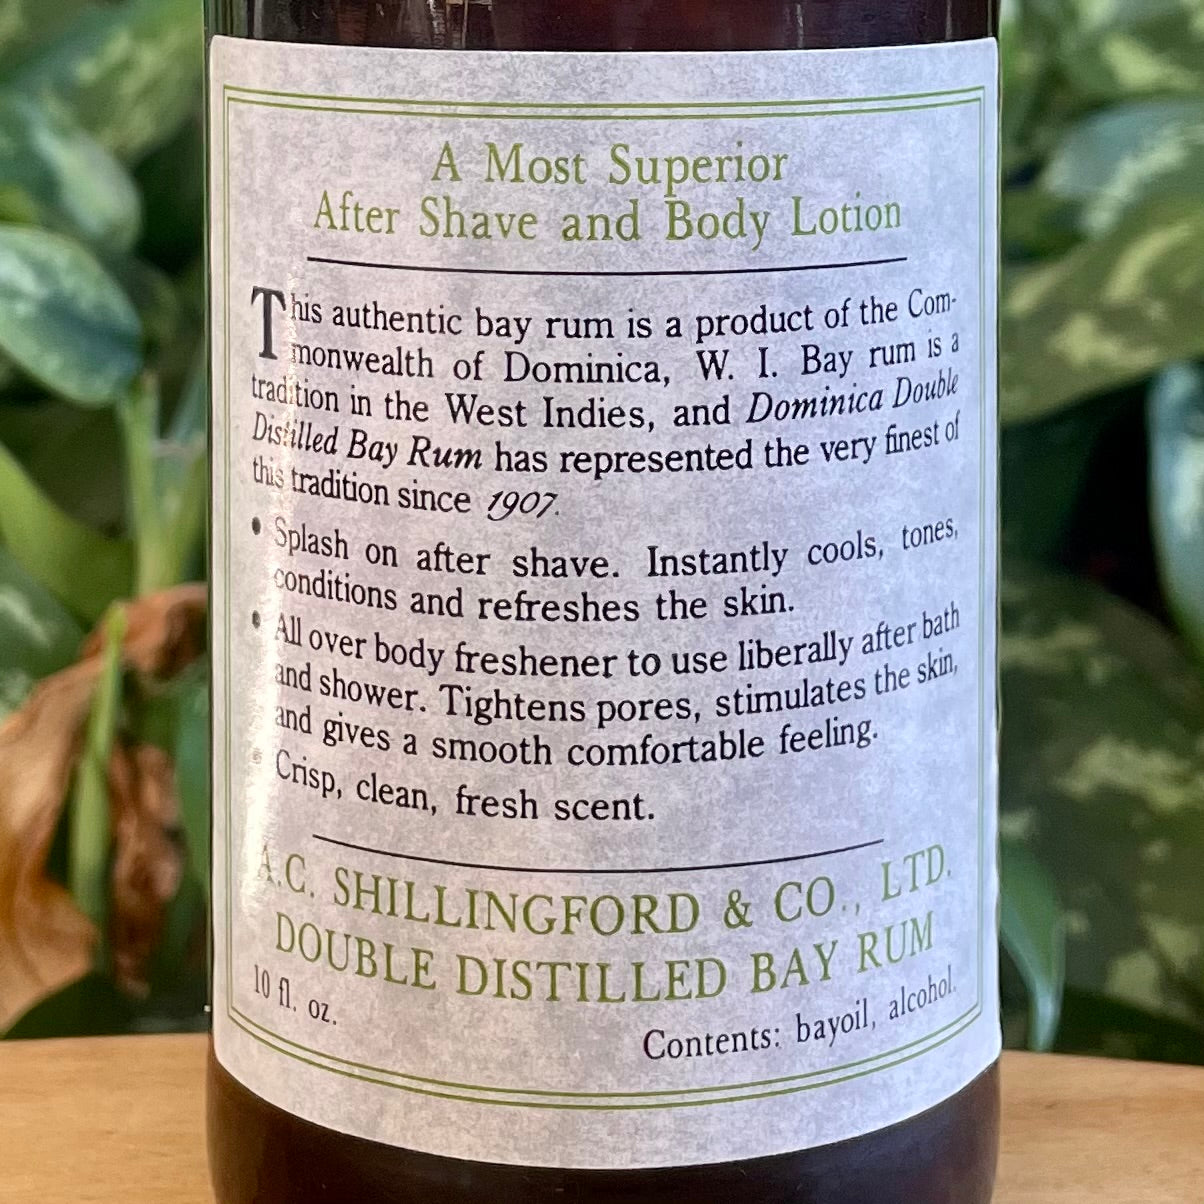 A Most Superior
After Shave and Body Lotion
This authentic bay rum is a product of the Com-
monwealth of Dominica, W. I. Bay rum is a
tradition in the West Indies, and Dominica Double
Distilled Bay Rum has represented the very finest of
this tradition since 1907.
• Splash on after shave. Instantly cools, tones,
conditions and refreshes the skin.
• All over body freshener to use liberally after bath
and shower. Tightens pores, stimulates the skin,
and gives a smooth comfortable feeling.
• Crisp, clean, fresh scent.
A.C. SHILLINGFORD & CO., LTD.
DOUBLE DISTILLED BAY RUM
10 fl. oz.
Contents: bayoil, alcohol.